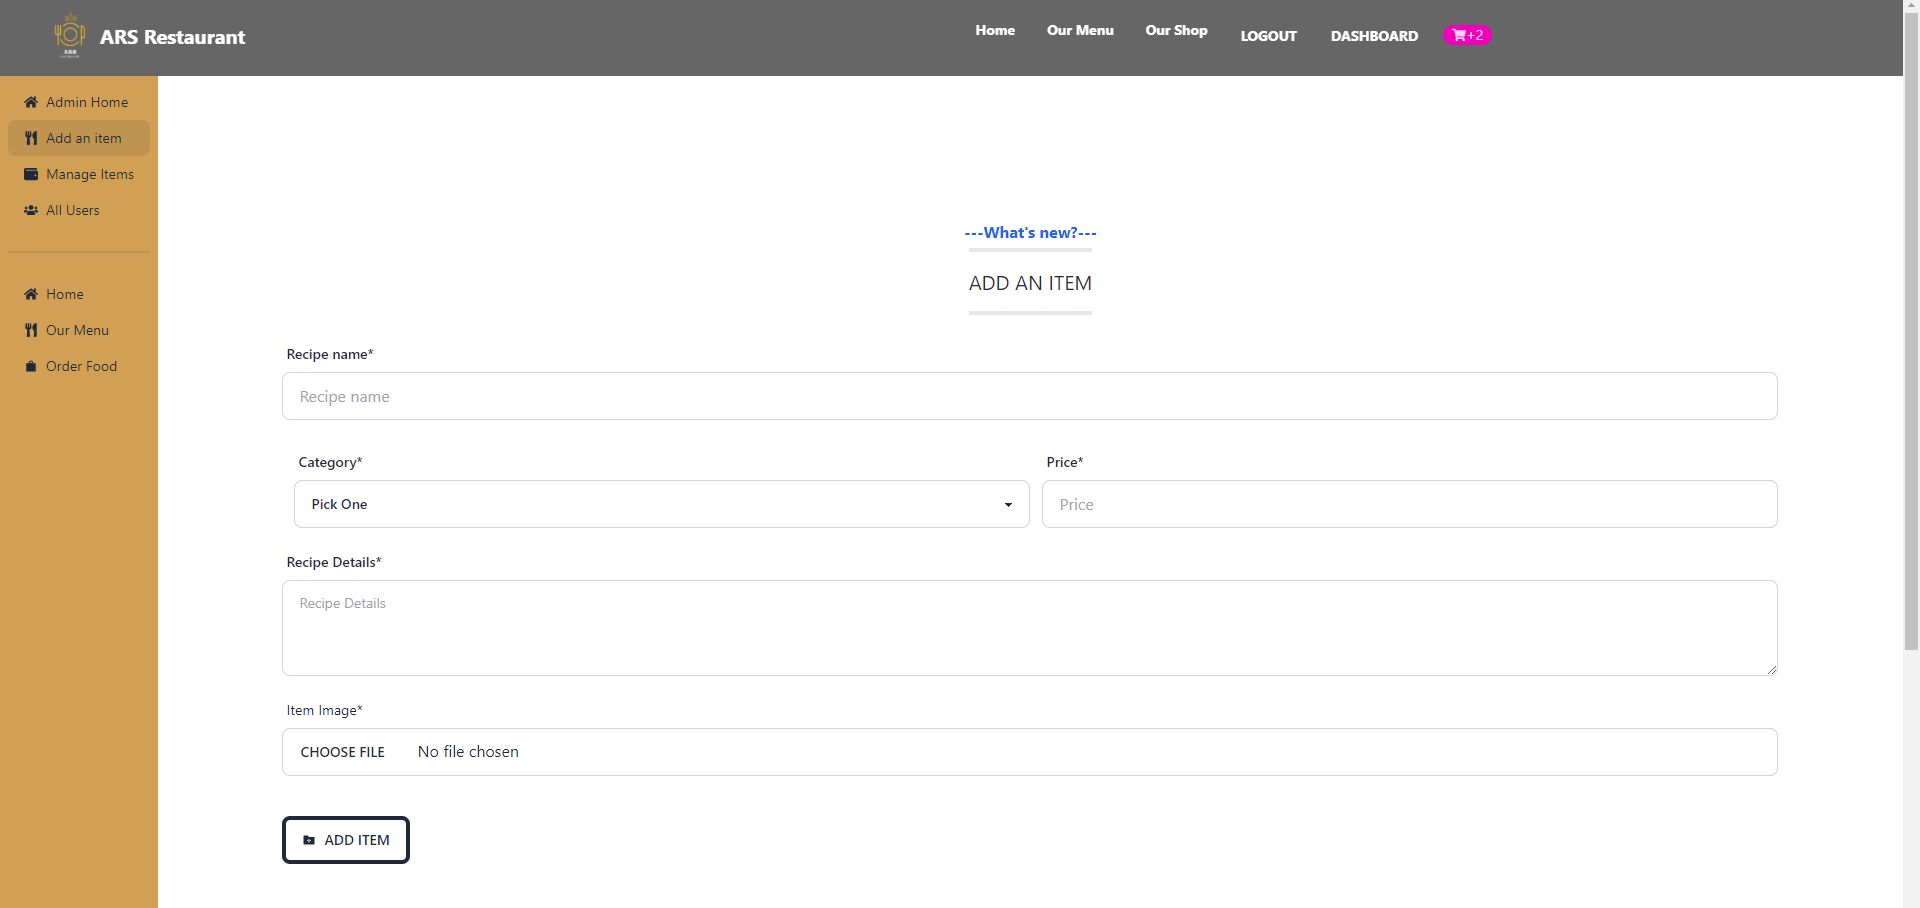 ARS Restaurant
Home Our Menu Our Shop LOGOUT DASHBOARD +2
Admin Home
Add an item
Manage Items
All Users
Home
Our Menu
Order Food
---What's new?---
ADD AN ITEM
Recipe name*
Recipe name
Category* Price*
Pick One Price
Recipe Details*
Recipe Details
Item Image*
CHOOSE FILE No file chosen
ADD ITEM